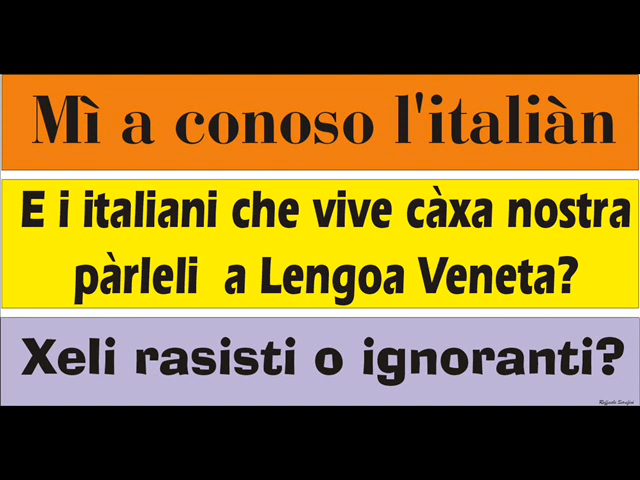 Mì a conoso l'italiàn
E i italiani che vive càxa nostra
pàrleli a Lengoa Veneta?
Xeli rasisti o ignoranti?